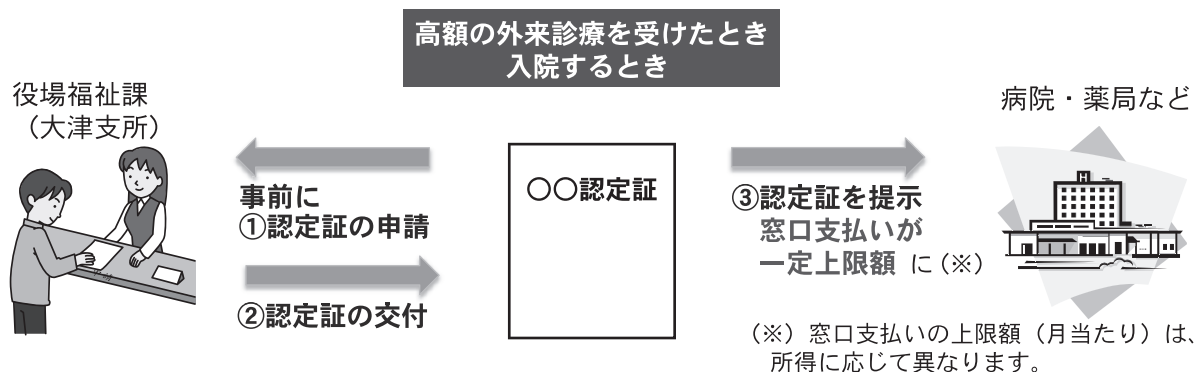 高額の外来診療を受けたとき
入院するとき
役場福祉課
（大津支所）
病院・薬局など
事前に
①認定証の申請
②認定証の交付
○○認定証
③認定証を提示
窓口支払いが
一定上限額 に（※）
H
（※）窓口支払いの上限額（月当たり）は、
所得に応じて異なります。